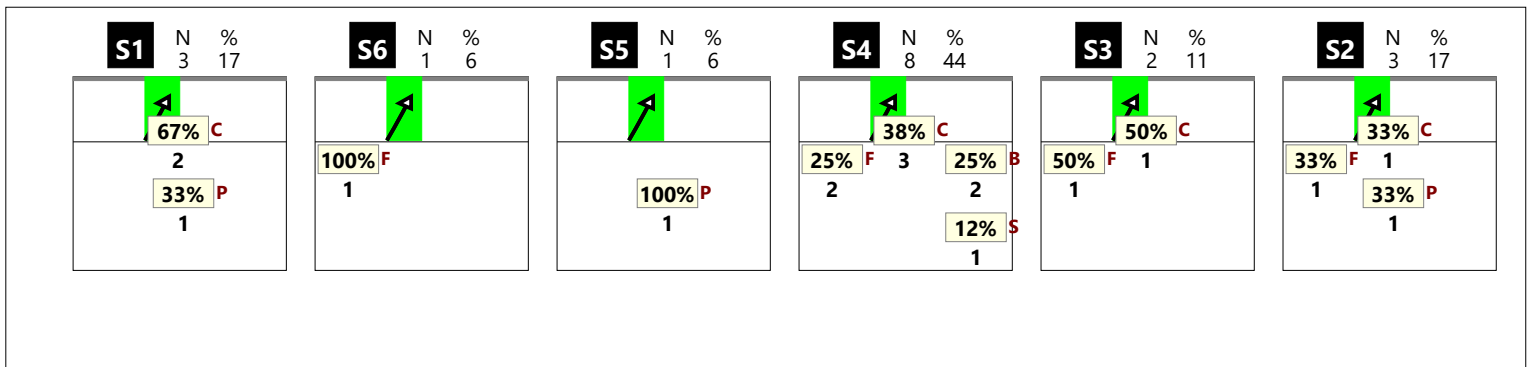 S1 N % 3 17
67% C
2
33% P
1
S6 N % 1 6
100% F
1
S5 N % 1 6
100% P
1
S4 N % 8 44
38% C
25% F 3 25% B
2 2
12% S
1
S3 N % 2 11
50% C
50% F 1
1
S2 N % 3 17
33% C
33% F 1
1 33% P
1